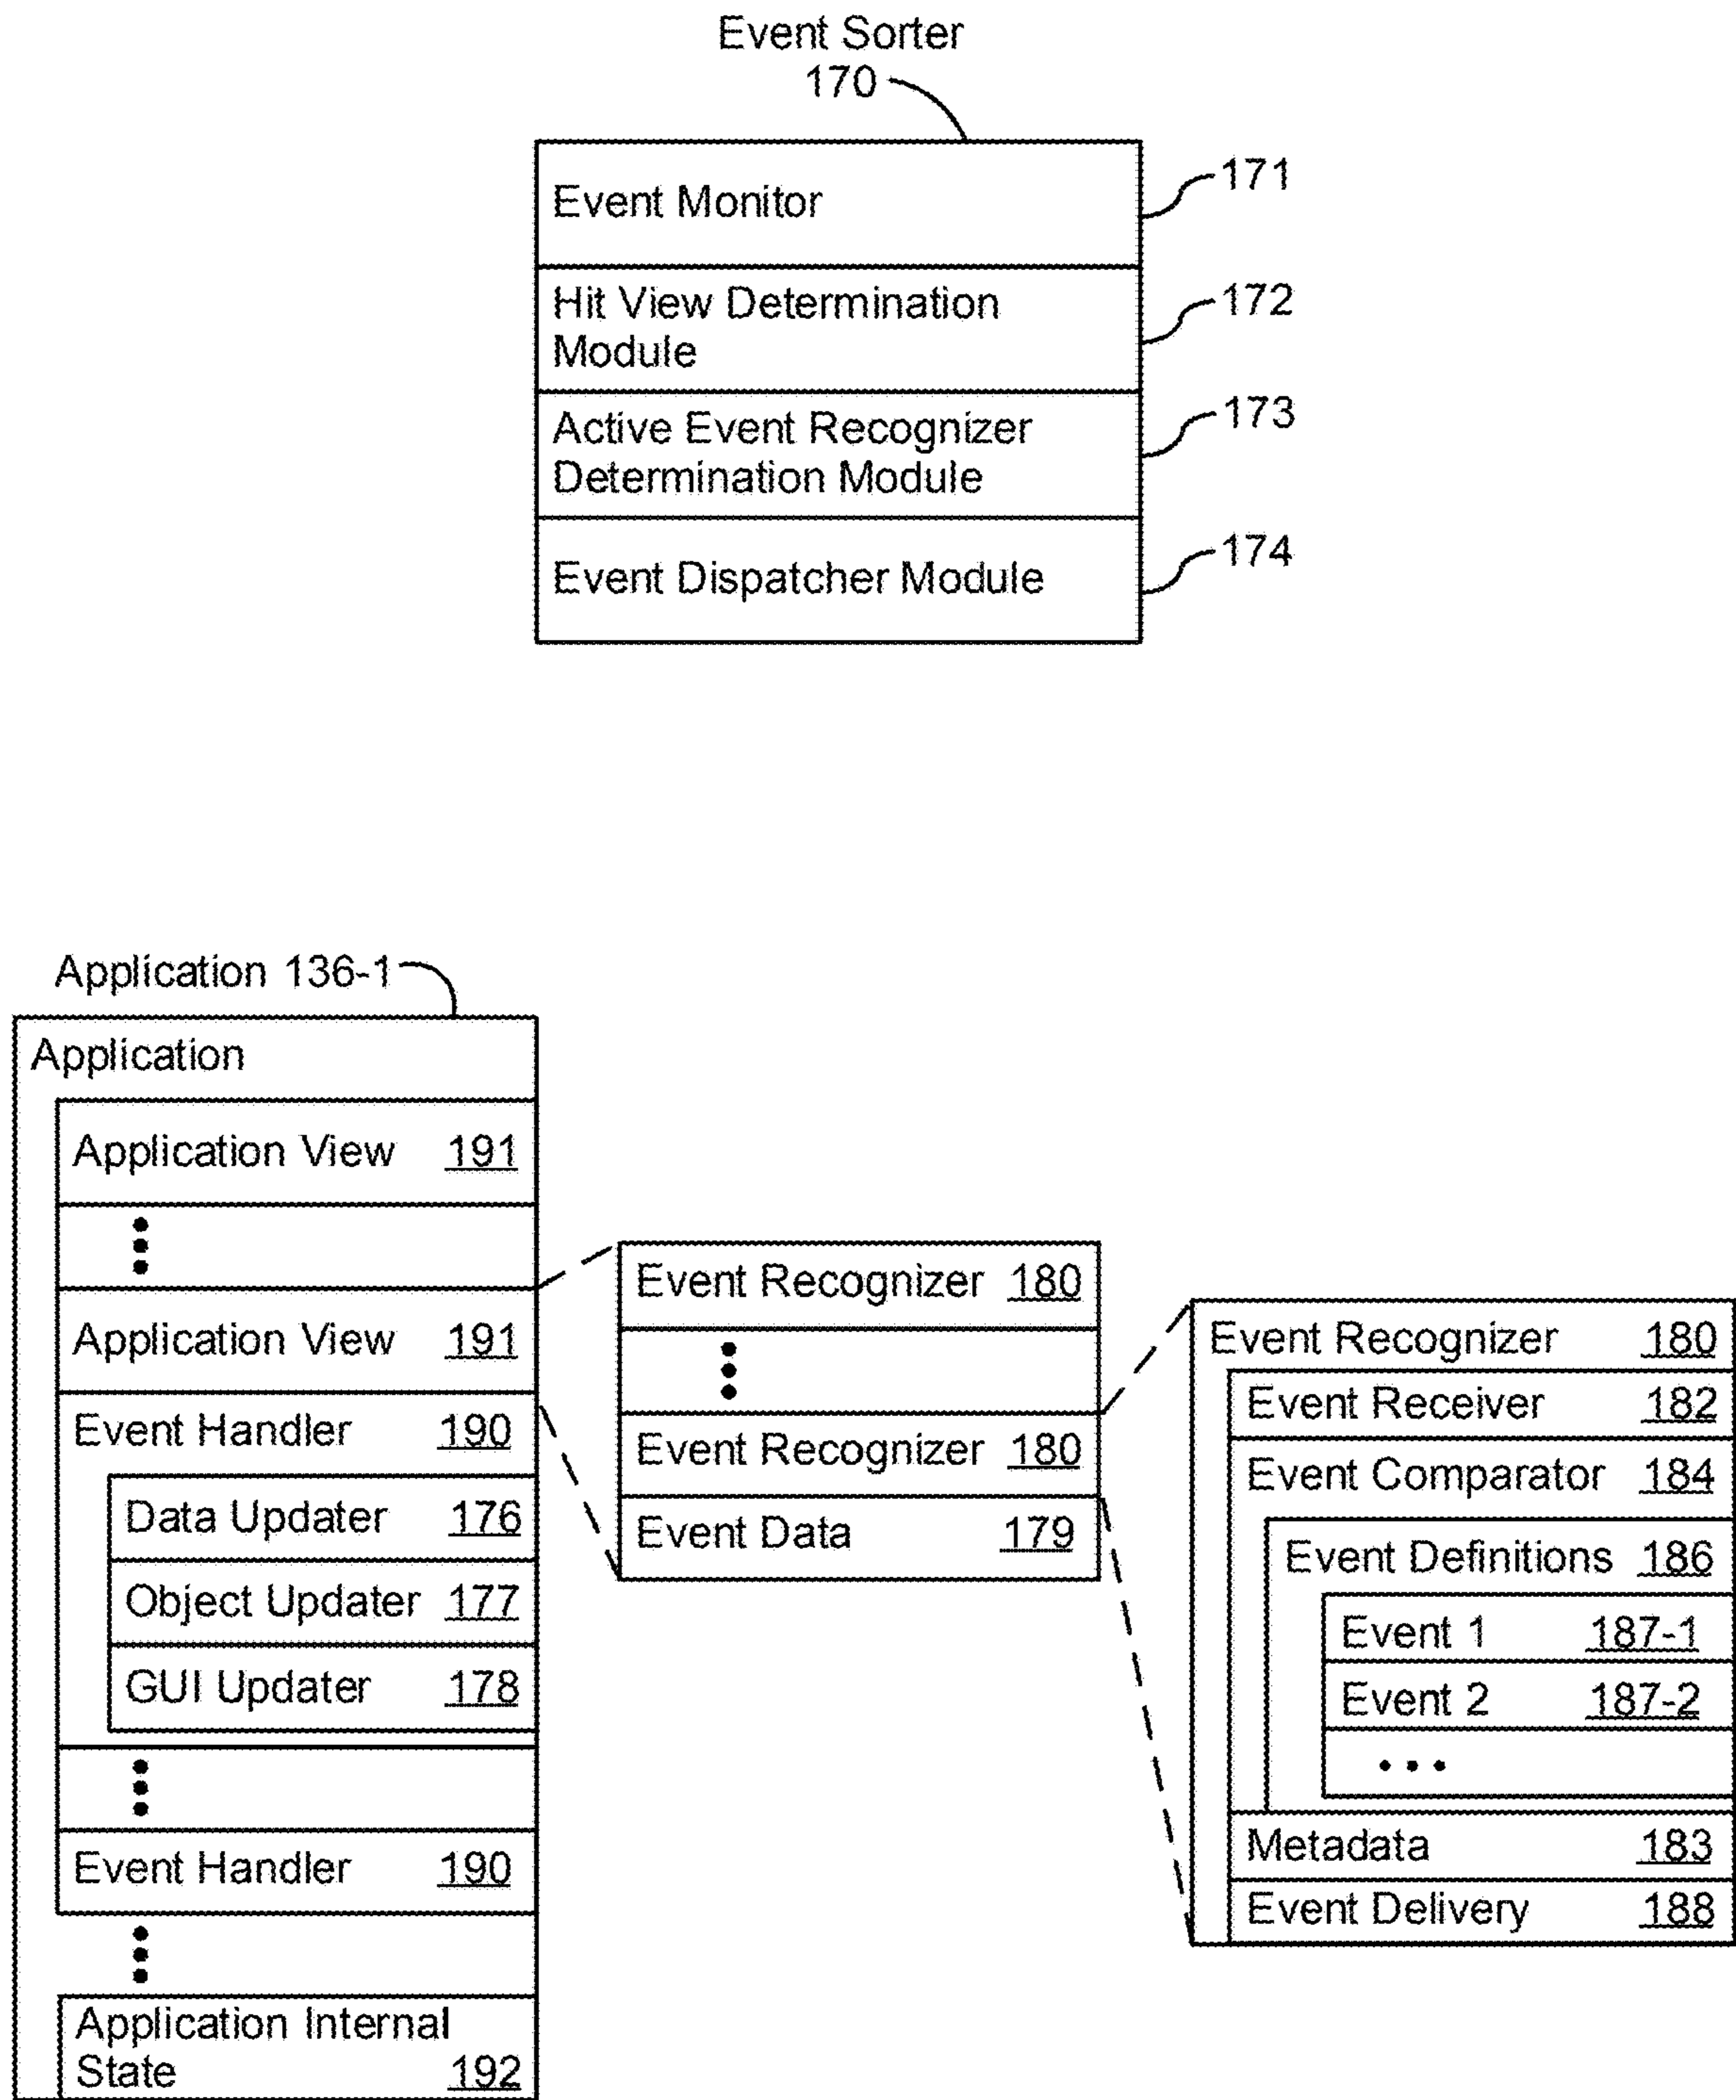 Event Sorter
170
Event Monitor
171
Hit View Determination
Module
172
Active Event Recognizer
Determination Module
173
Event Dispatcher Module
174
Application 136-1
Application
Application View 191
Application View 191
Event Handler 190
Data Updater 176
Object Updater 177
GUI Updater 178
Event Handler 190
Application Internal
State 192
Event Recognizer 180
Event Recognizer 180
Event Data 179
Event Recognizer 180
Event Receiver 182
Event Comparator 184
Event Definitions 186
Event 1 187-1
Event 2 187-2
• • •
Metadata 183
Event Delivery 188